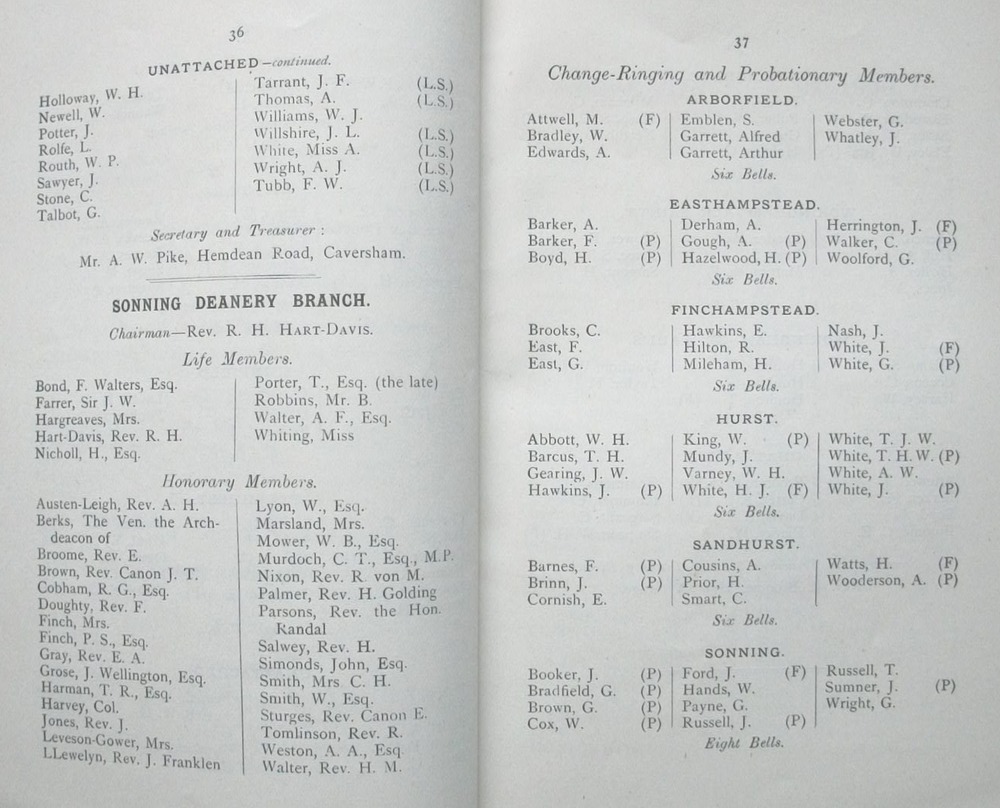 36
UNATTACHED—continued.
Holloway, W. H.
Newell, W.
Potter, J.
Rolfe, L.
Routh, W. P.
Sawyer, J.
Stone, C.
Talbot, G.
Tarrant, J. F. (L.S.)
Thomas, A. (L.S.)
Williams, W. J.
Willshire, J. L. (L.S.)
White, Miss A. (L.S.)
Wright, A. J. (L.S.)
Tubb, F. W. (L.S.)
Secretary and Treasurer :
Mr. A. W. Pike, Hemdean Road, Caversham.
SONNING DEANERY BRANCH.
Chairman—Rev. R. H. HART-DAVIS.
Life Members.
Bond, F. Walters, Esq.
Farrer, Sir J. W.
Hargreaves, Mrs.
Hart-Davis, Rev. R. H.
Nicholl, H., Esq.
Porter, T., Esq. (the late)
Robbins, Mr. B.
Walter, A. F., Esq.
Whiting, Miss
Honorary Members.
Austen-Leigh, Rev. A. H.
Berks, The Ven. the Arch-
deacon of
Broome, Rev. E.
Brown, Rev. Canon J. T.
Cobham, R. G., Esq.
Doughty, Rev. F.
Finch, Mrs.
Finch, P. S., Esq.
Gray, Rev. E. A.
Grose, J. Wellington, Esq.
Harman, T. R., Esq.
Harvey, Col.
Jones, Rev. J.
Leveson-Gower, Mrs.
LLewelyn, Rev. J. Franklen
Lyon, W., Esq.
Marsland, Mrs.
Mower, W. B., Esq.
Murdoch, C. T., Esq., M.P.
Nixon, Rev. R. von M.
Palmer, Rev. H. Golding
Parsons, Rev. the Hon.
Randal
Salwey, Rev. H.
Simonds, John, Esq.
Smith, Mrs. C. H.
Smith, W., Esq.
Sturges, Rev. Canon E.
Tomlinson, Rev. R.
Weston, A. A., Esq.
Walter, Rev. H. M.
37
Change-Ringing and Probationary Members.
ARBORFIELD.
Attwell, M. (F)
Bradley, W.
Edwards, A.
Emblen, S.
Garrett, Alfred
Garrett, Arthur
Webster, G.
Whatley, J.
Six Bells.
EASTHAMPSTEAD.
Barker, A.
Barker, F. (P)
Boyd, H. (P)
Derham, A.
Gough, A. (P)
Hazelwood, H. (P)
Herrington, J. (F)
Walker, C. (P)
Woolford, G.
Six Bells.
FINCHAMPSTEAD.
Brooks, C.
East, F.
East, G.
Hawkins, E.
Hilton, R.
Mileham, H.
Nash, J.
White, J. (F)
White, G. (P)
Six Bells.
HURST.
Abbott, W. H.
Barcus, T. H.
Gearing, J. W.
Hawkins, J. (P)
King, W. (P)
Mundy, J.
Varney, W. H.
White, H. J. (F)
White, T. J. W.
White, T. H. W. (P)
White, A. W.
White, J. (P)
Six Bells.
SANDHURST.
Barnes, F. (P)
Brinn, J. (P)
Cornish, E.
Cousins, A.
Prior, H.
Smart, C.
Watts, H. (F)
Wooderson, A. (P)
Six Bells.
SONNING.
Booker, J. (P)
Bradfield, G. (P)
Brown, G. (P)
Cox, W. (P)
Ford, J. (F)
Hands, W.
Payne, G.
Russell, J. (P)
Russell, T.
Sumner, J. (P)
Wright, G.
Eight Bells.